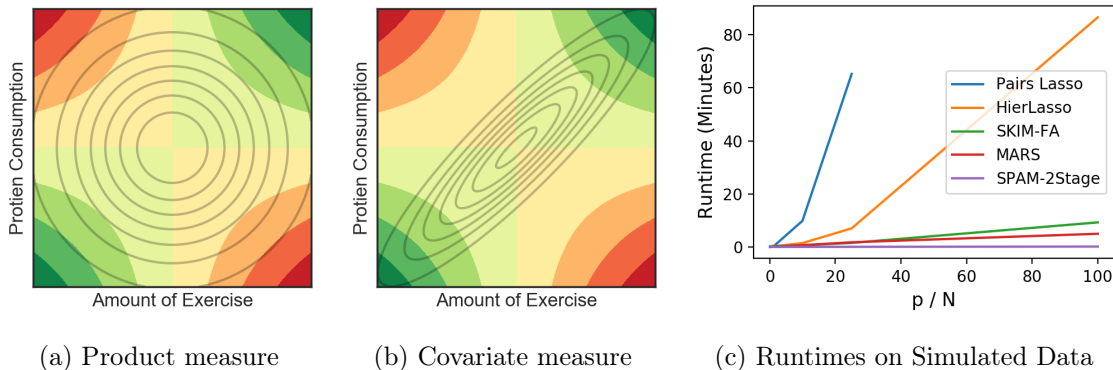 Protien Consumption
Amount of Exercise
(a) Product measure
Protien Consumption
Amount of Exercise
(b) Covariate measure
Runtime (Minutes)
80
60
40
20
0
Pairs Lasso
HierLasso
SKIM-FA
MARS
SPAM-2Stage
0 20 40 60 80 100
p / N
(c) Runtimes on Simulated Data